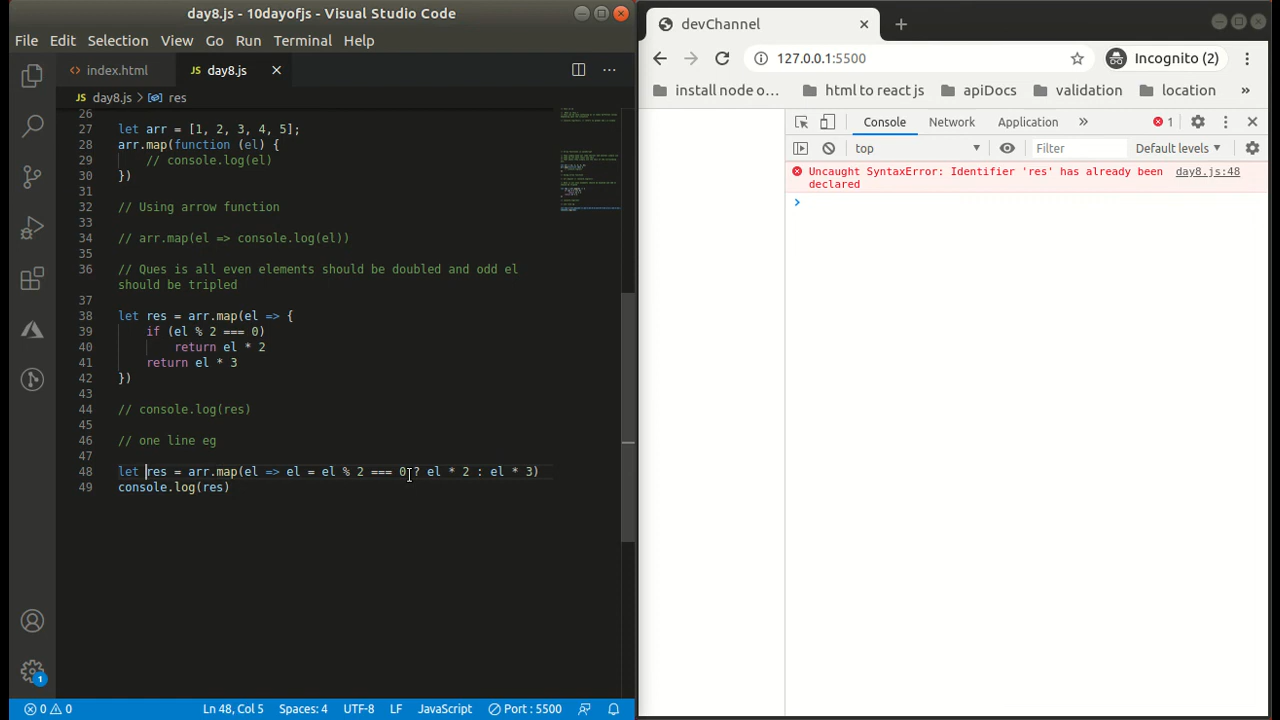 day8.js - 10dayofjs - Visual Studio Code
File Edit Selection View Go Run Terminal Help
index.html day8.js
JS day8.js > res
26
27 let arr = [1, 2, 3, 4, 5];
28 arr.map(function (el) {
29 // console.log(el)
30 })
31
32 // Using arrow function
33
34 // arr.map(el => console.log(el))
35
36 // Ques is all even elements should be doubled and odd el
should be tripled
37
38 let res = arr.map(el => {
39 if (el % 2 === 0)
40 return el * 2
41 return el * 3
42 })
43
44 // console.log(res)
45
46 // one line eg
47
48 let res = arr.map(el => el = el % 2 === 0 ? el * 2 : el * 3)
49 console.log(res)
1
0 0 Ln 48, Col 5 Spaces: 4 UTF-8 LF JavaScript Port : 5500
devChannel
127.0.0.1:5500 Incognito (2)
install node o... html to react js apiDocs validation location »
Console Network Application » 1
top Filter Default levels
Uncaught SyntaxError: Identifier 'res' has already been day8.js:48
declared